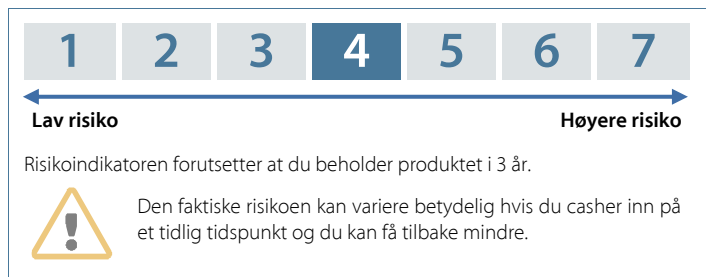 1 2 3 4 5 6 7
Lav risiko Høyere risiko
Risikoindikatoren forutsetter at du beholder produktet i 3 år.
Den faktiske risikoen kan variere betydelig hvis du casher inn på
et tidlig tidspunkt og du kan få tilbake mindre.